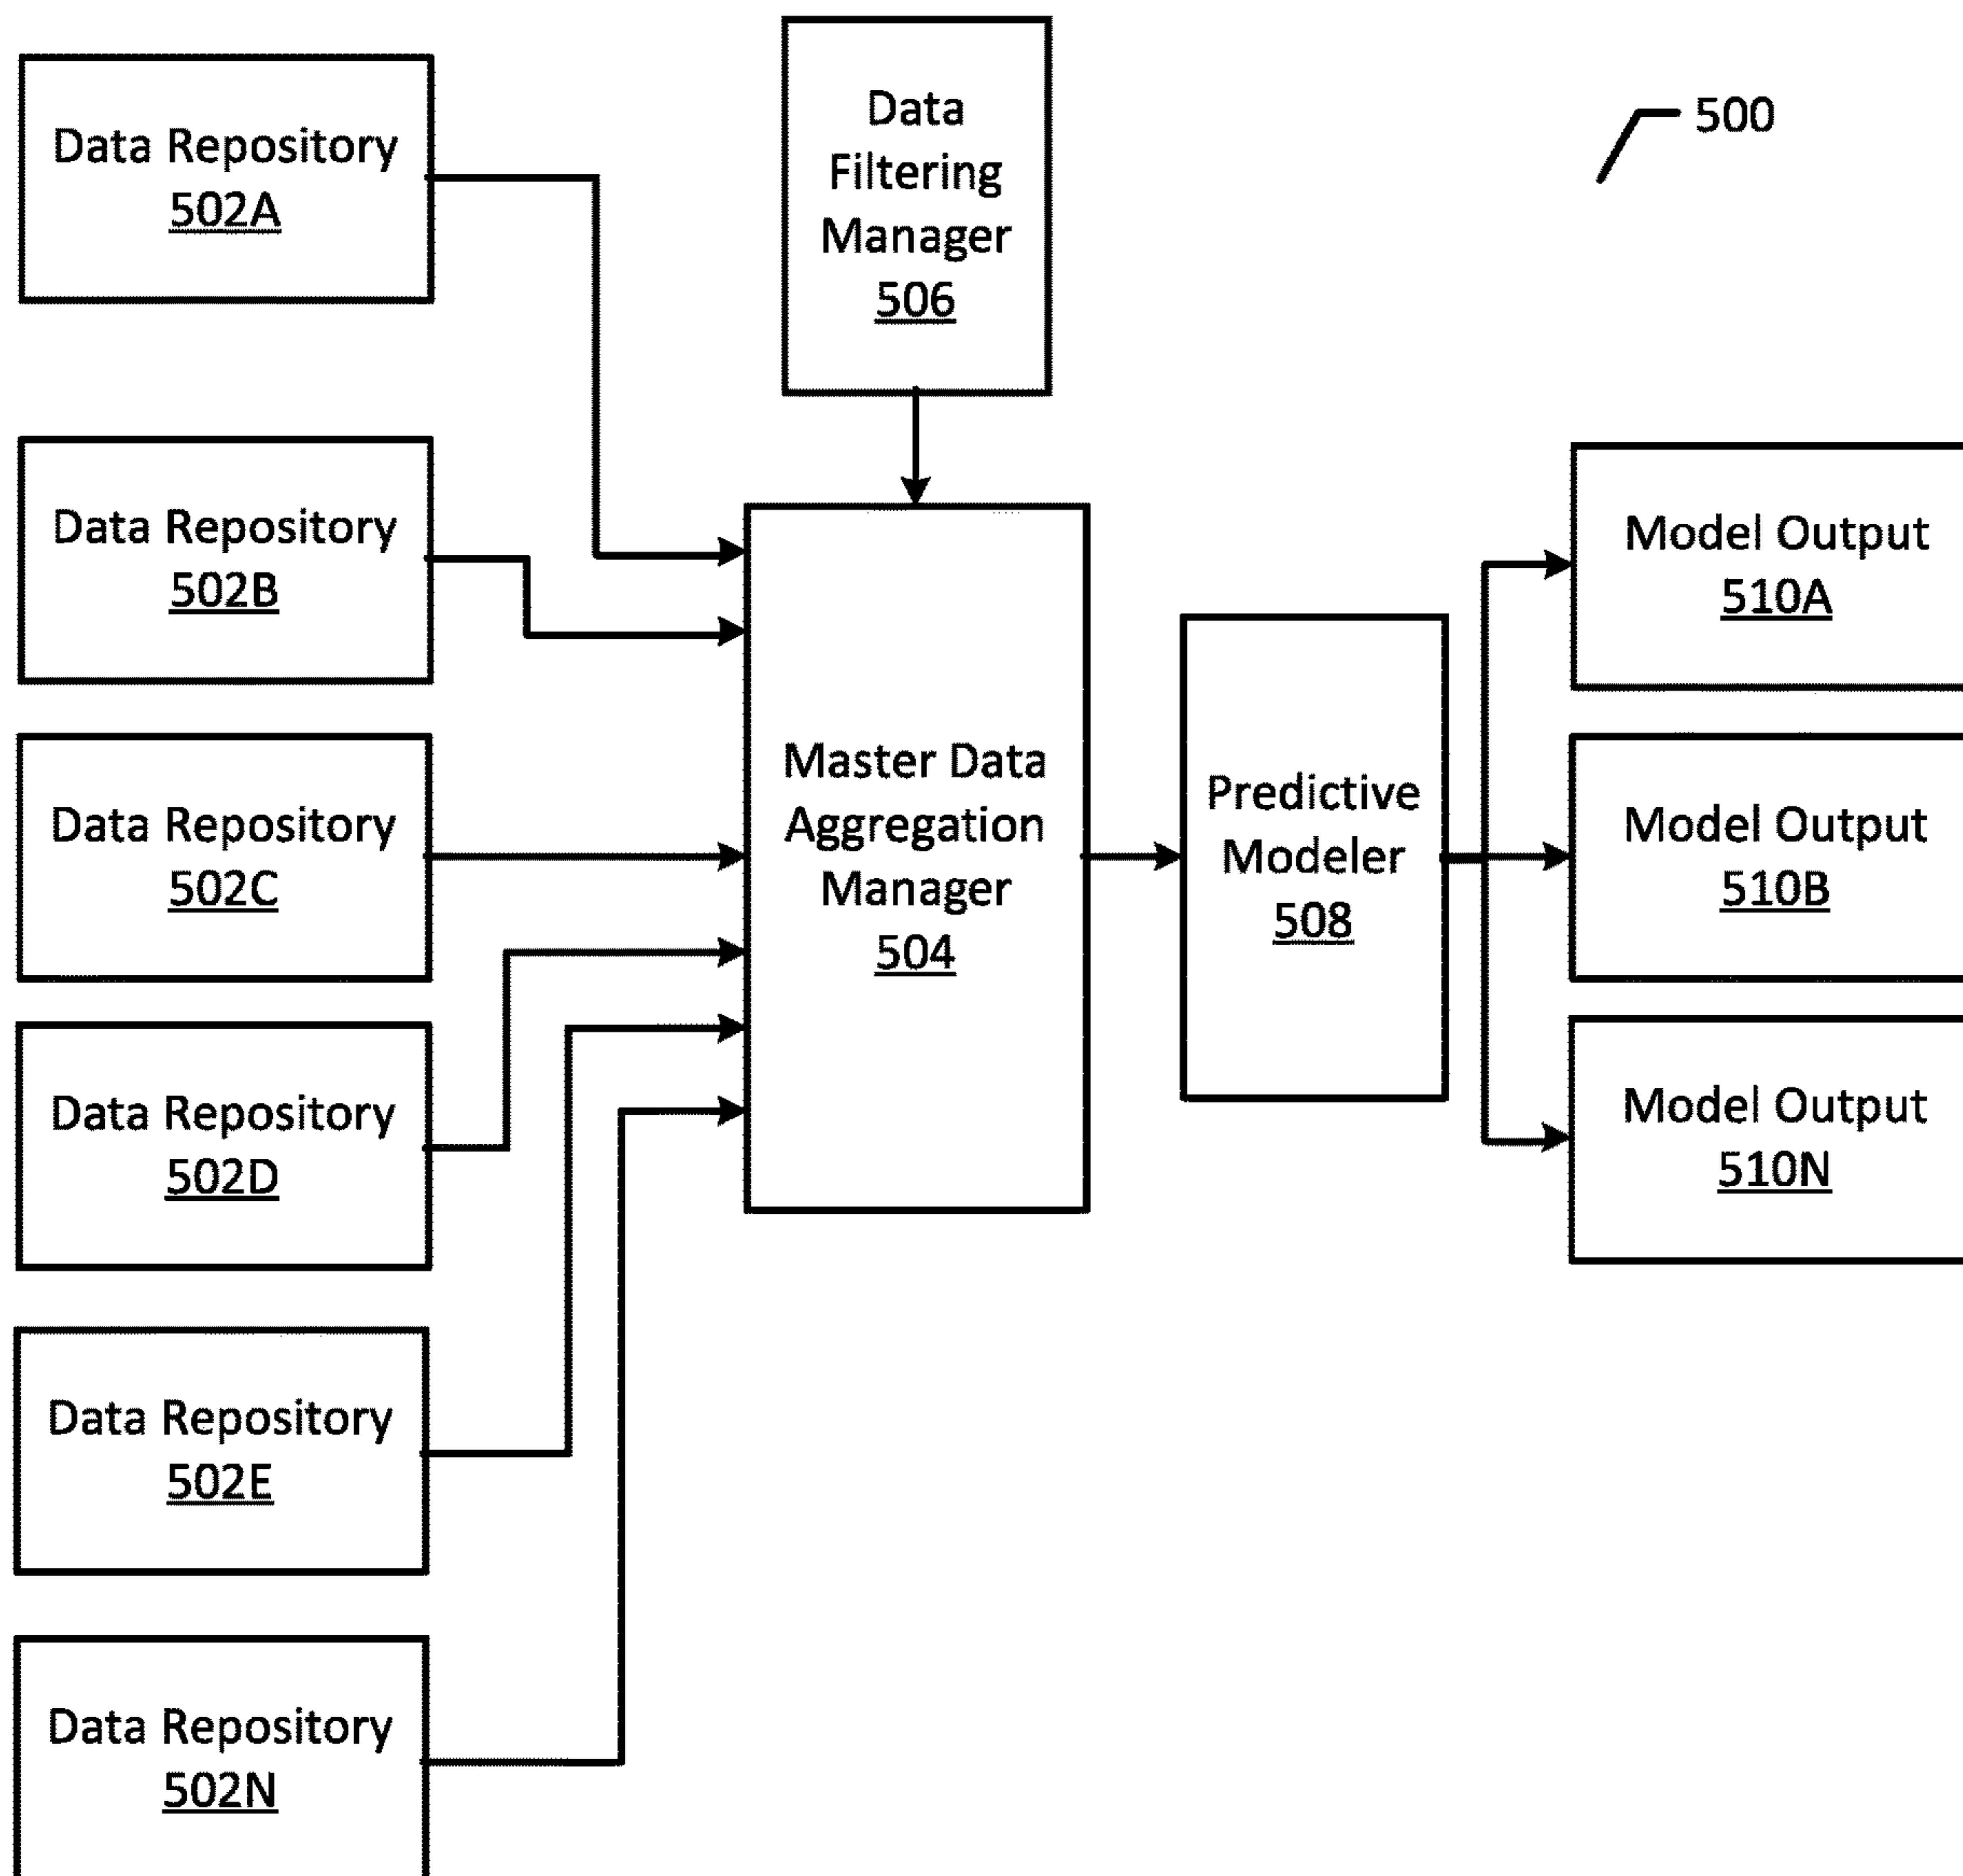 Data Repository
502A
Data
Filtering
Manager
506
500
Data Repository
502B
Data Repository
502C
Data Repository
502D
Data Repository
502E
Data Repository
502N
Master Data
Aggregation
Manager
504
Predictive
Modeler
508
Model Output
510A
Model Output
510B
Model Output
510N